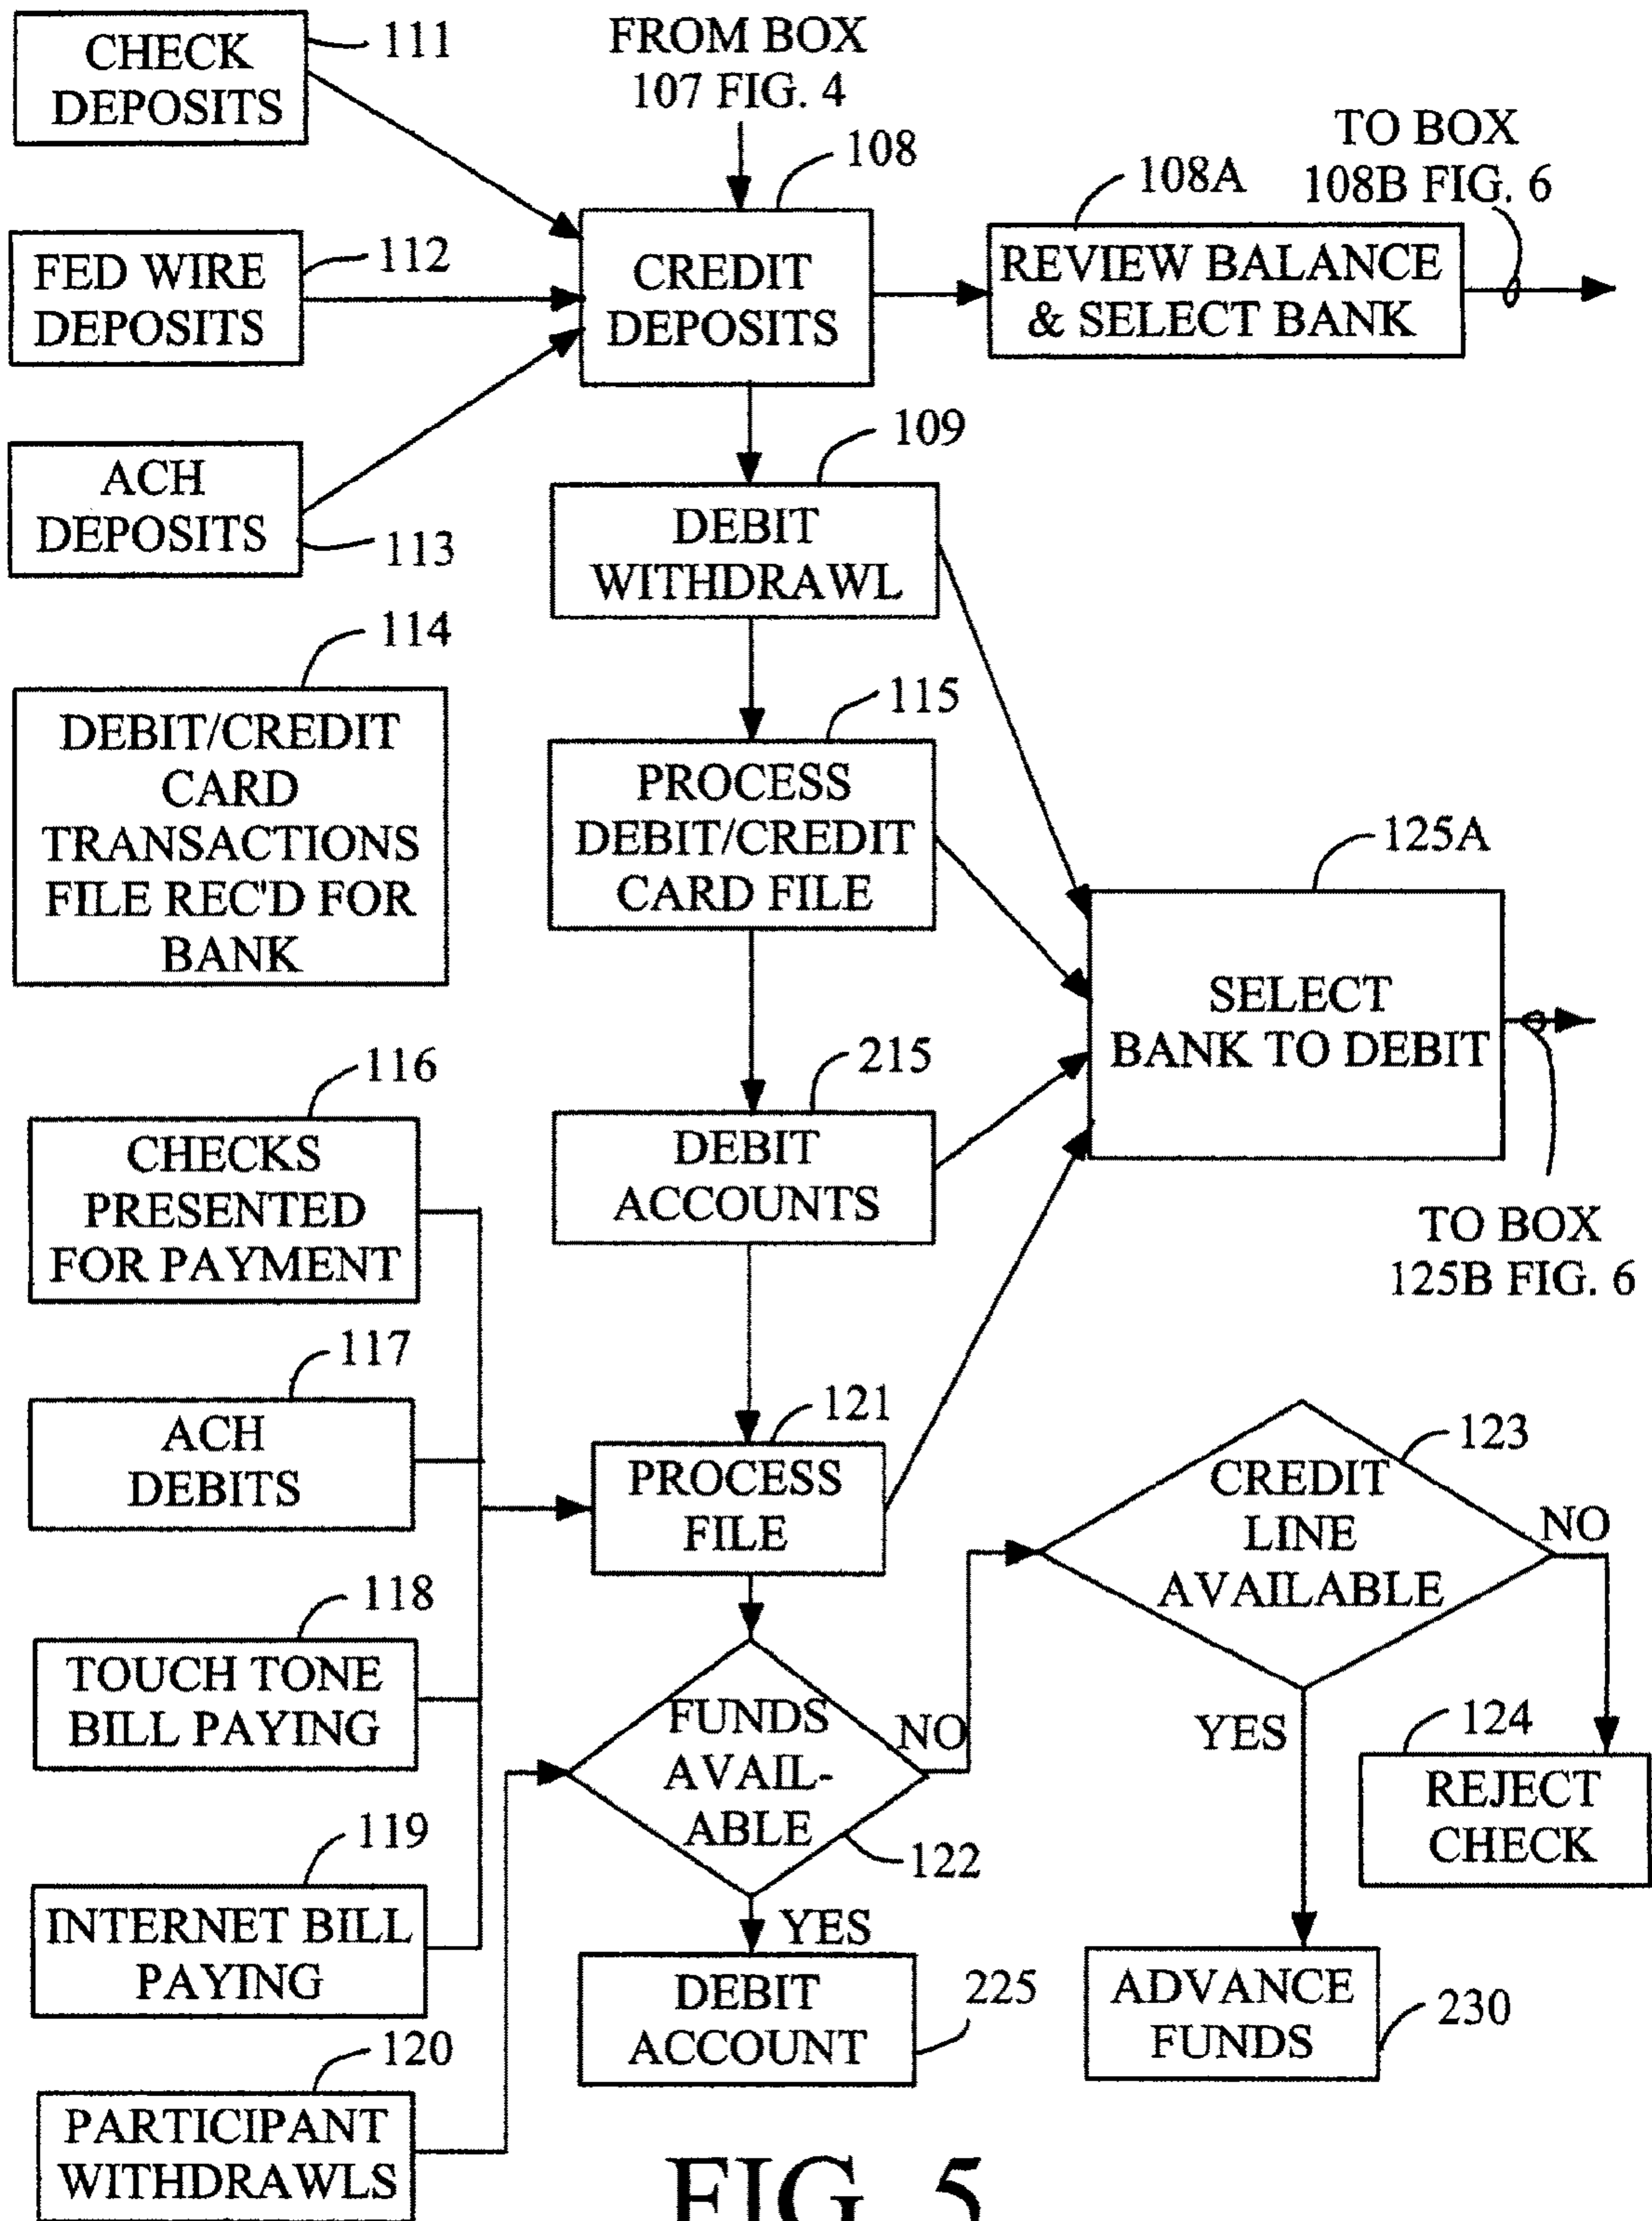 CHECK
DEPOSITS
111
FROM BOX
107 FIG. 4
108
TO BOX
108B FIG. 6
108A
FED WIRE
DEPOSITS
112
CREDIT
DEPOSITS
REVIEW BALANCE
& SELECT BANK
ACH
DEPOSITS
113
109
DEBIT
WITHDRAWL
114
DEBIT/CREDIT
CARD
TRANSACTIONS
FILE REC'D FOR
BANK
115
PROCESS
DEBIT/CREDIT
CARD FILE
125A
SELECT
BANK TO DEBIT
TO BOX
125B FIG. 6
215
DEBIT
ACCOUNTS
116
CHECKS
PRESENTED
FOR PAYMENT
117
ACH
DEBITS
121
PROCESS
FILE
123
CREDIT
LINE
AVAILABLE
NO
YES
118
TOUCH TONE
BILL PAYING
FUNDS
AVAIL-
ABLE
NO
122
YES
124
REJECT
CHECK
119
INTERNET BILL
PAYING
DEBIT
ACCOUNT
225
ADVANCE
FUNDS
230
120
PARTICIPANT
WITHDRAWLS
FIG. 5